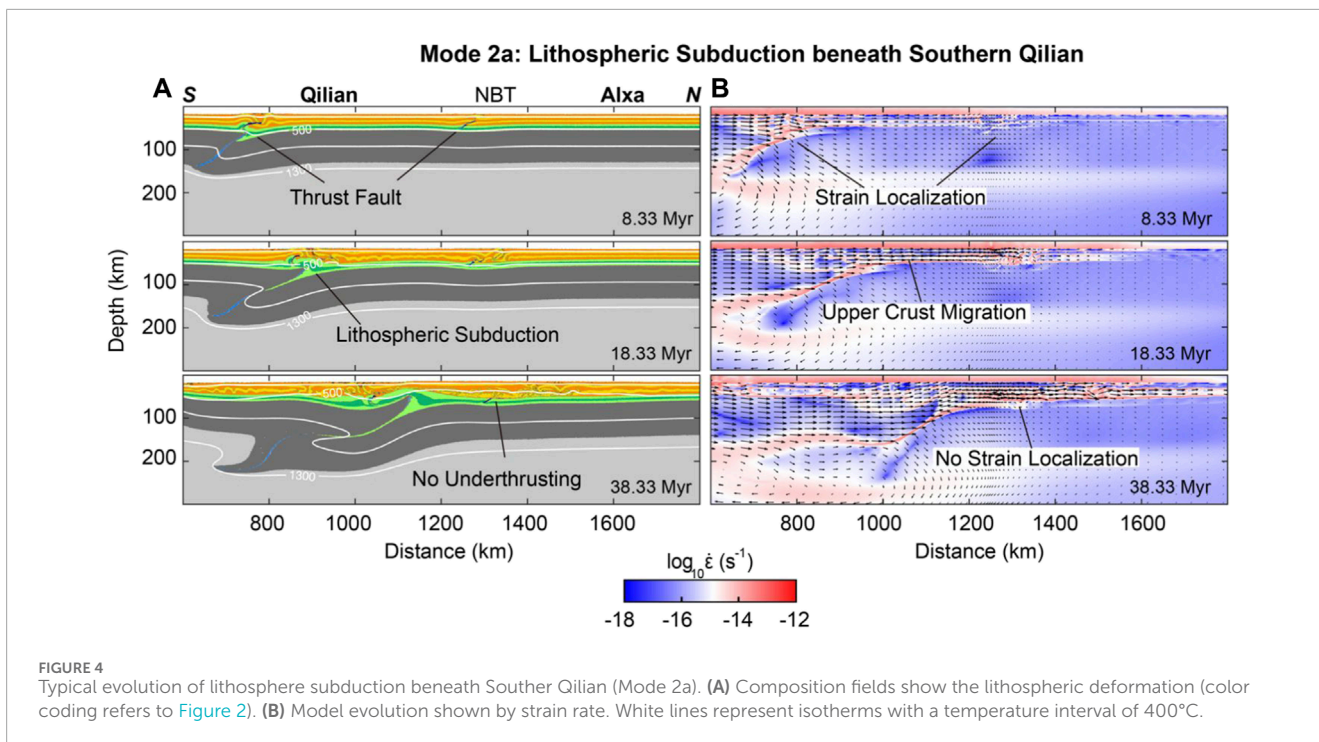 Mode 2a: Lithospheric Subduction beneath Southern Qilian
A S Qilian NBT Alxa N
B
500
100
1300
200
Thrust Fault
8.33 Myr
Strain Localization
8.33 Myr
500
100
1300
200
Lithospheric Subduction
18.33 Myr
Upper Crust Migration
18.33 Myr
500
100
200
1300
No Underthrusting
38.33 Myr
No Strain Localization
38.33 Myr
Depth (km)
800 1000 1200 1400 1600
Distance (km)
800 1000 1200 1400 1600
Distance (km)
log10ε̇ (s⁻¹)
-18 -16 -14 -12
FIGURE 4
Typical evolution of lithosphere subduction beneath Souther Qilian (Mode 2a). (A) Composition fields show the lithospheric deformation (color
coding refers to Figure 2). (B) Model evolution shown by strain rate. White lines represent isotherms with a temperature interval of 400°C.